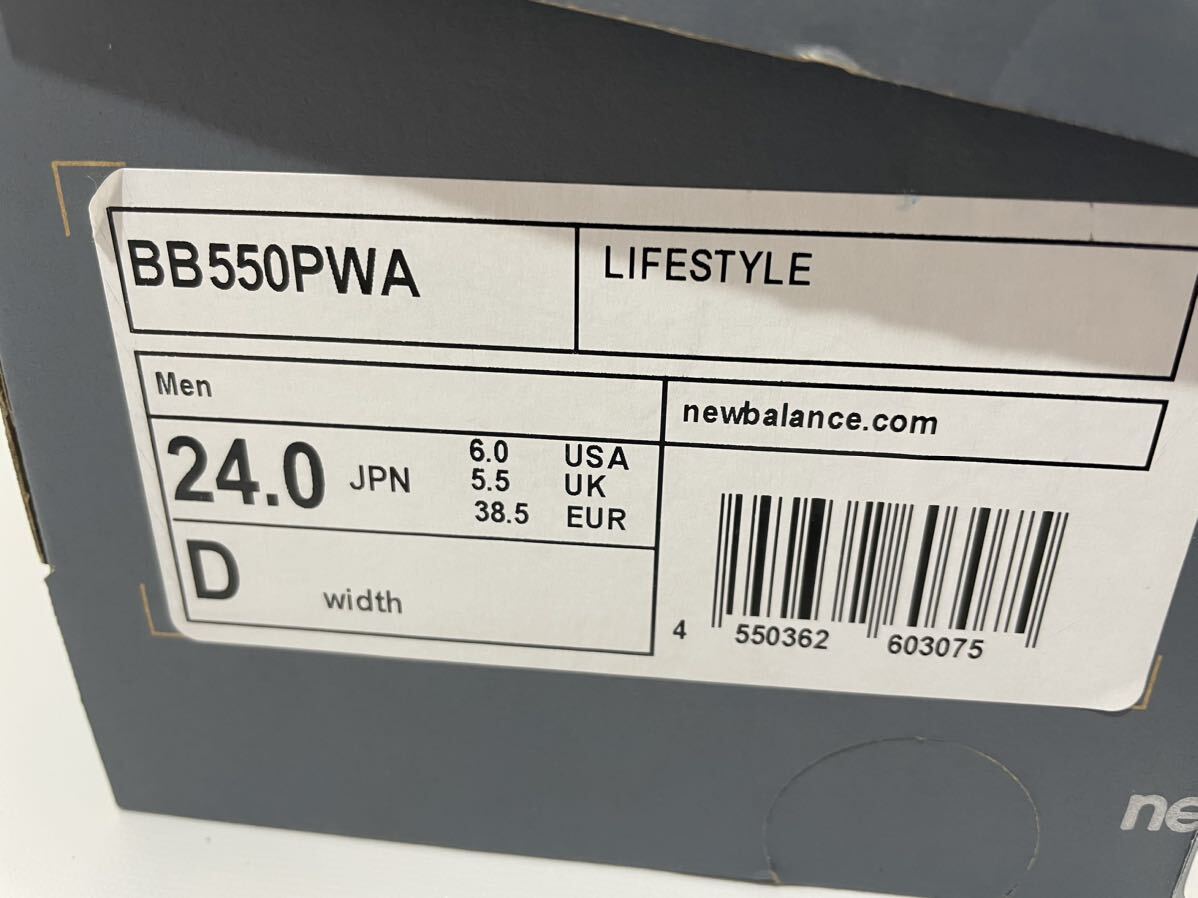 BB550PWA
LIFESTYLE
Men
newbalance.com
24.0 JPN
6.0 USA
5.5 UK
38.5 EUR
D width
4 550362 603075
ne